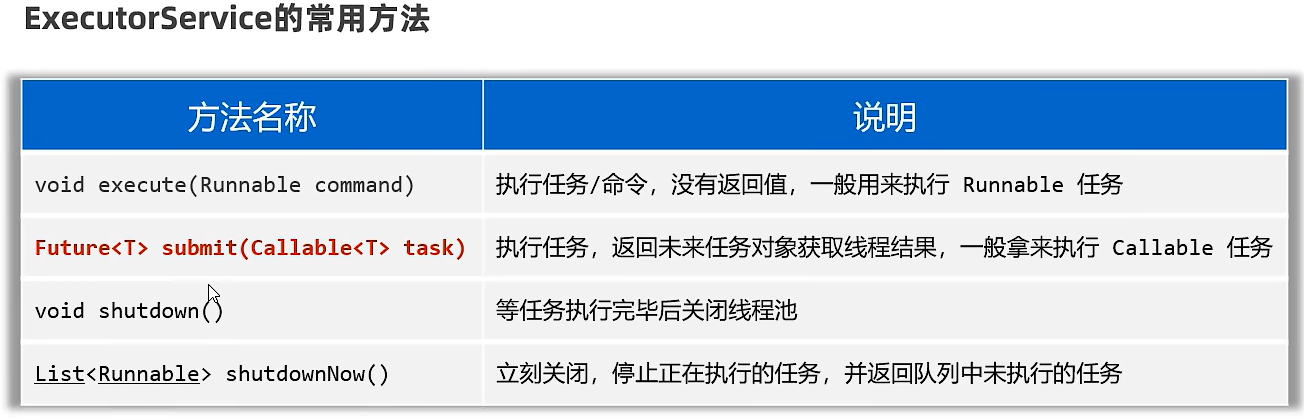 ExecutorService的常用方法
方法名称 说明
void execute(Runnable command) 执行任务/命令，没有返回值，一般用来执行 Runnable 任务
Future<T> submit(Callable<T> task) 执行任务，返回未来任务对象获取线程结果，一般拿来执行 Callable 任务
void shutdown() 等任务执行完毕后关闭线程池
List<Runnable> shutdownNow() 立刻关闭，停止正在执行的任务，并返回队列中未执行的任务